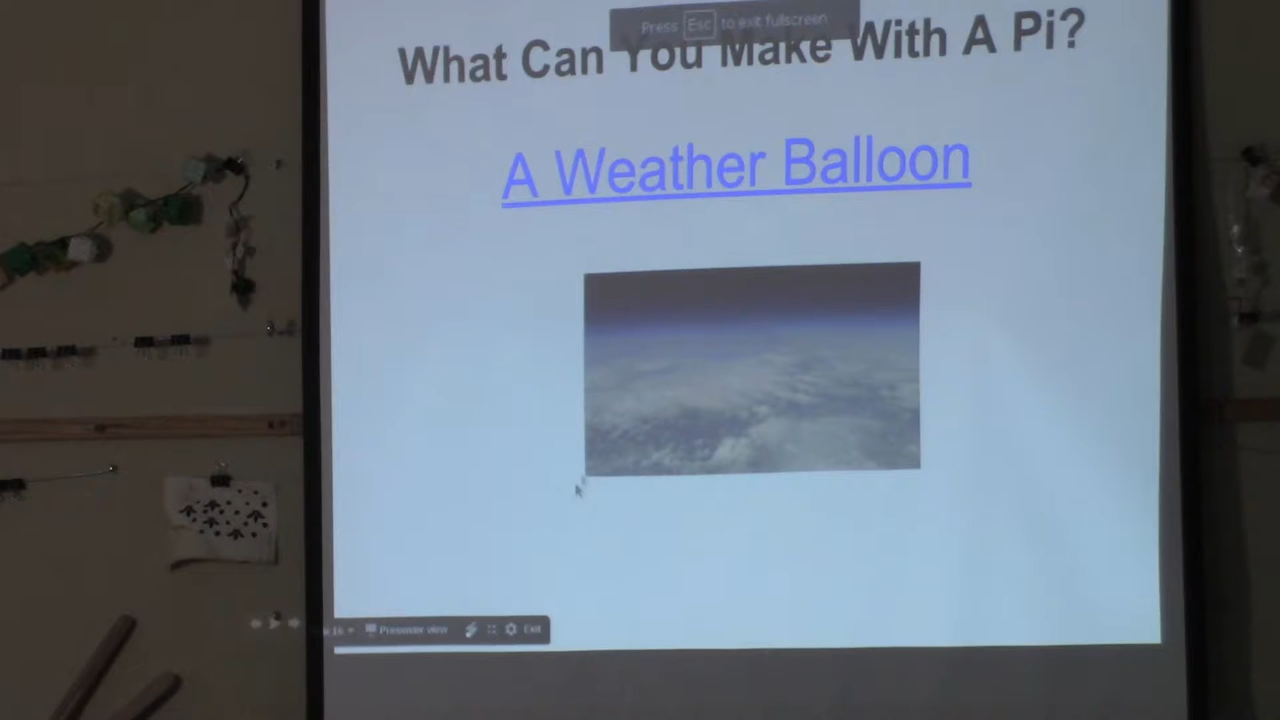 Press Esc to exit fullscreen
What Can You Make With A Pi?
A Weather Balloon
Presenter view Exit